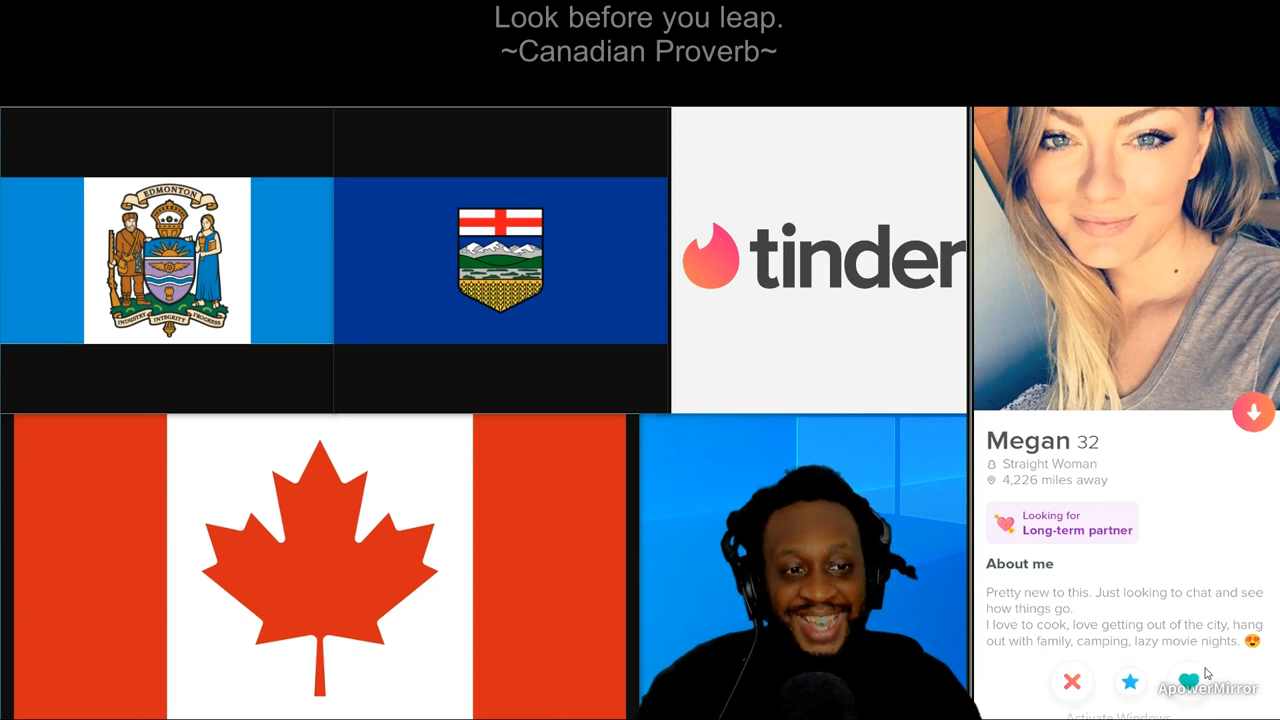 Look before you leap.
~Canadian Proverb~
EDMONTON
INDUSTRY INTEGRITY PROGRESS
tinder
Megan 32
Straight Woman
4,226 miles away
Looking for
Long-term partner
About me
Pretty new to this. Just looking to chat and see
how things go.
I love to cook, love getting out of the city, hang
out with family, camping, lazy movie nights. 😍
ApowerMirror
Activate Windows